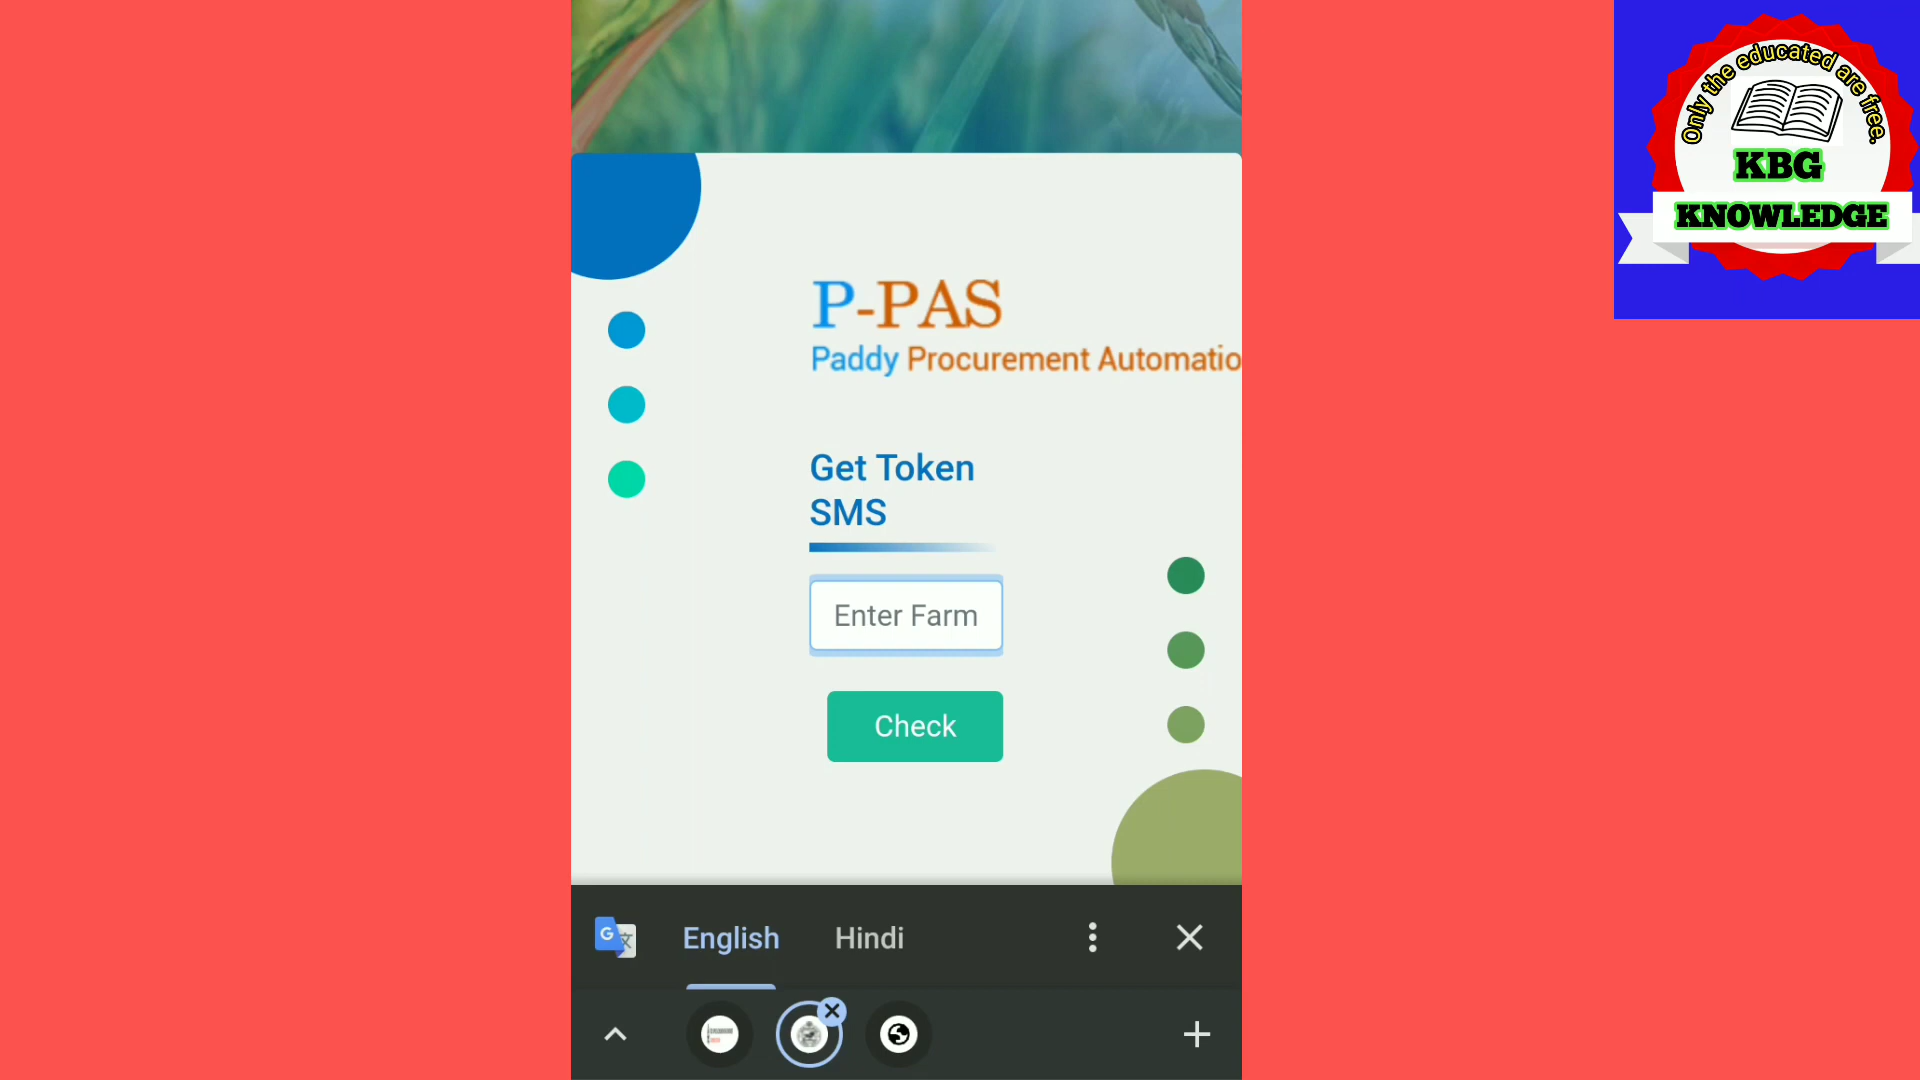 Only the educated are free.
KBG
KNOWLEDGE
P-PAS
Paddy Procurement Automatio
Get Token
SMS
Enter Farm
Check
G
English
Hindi